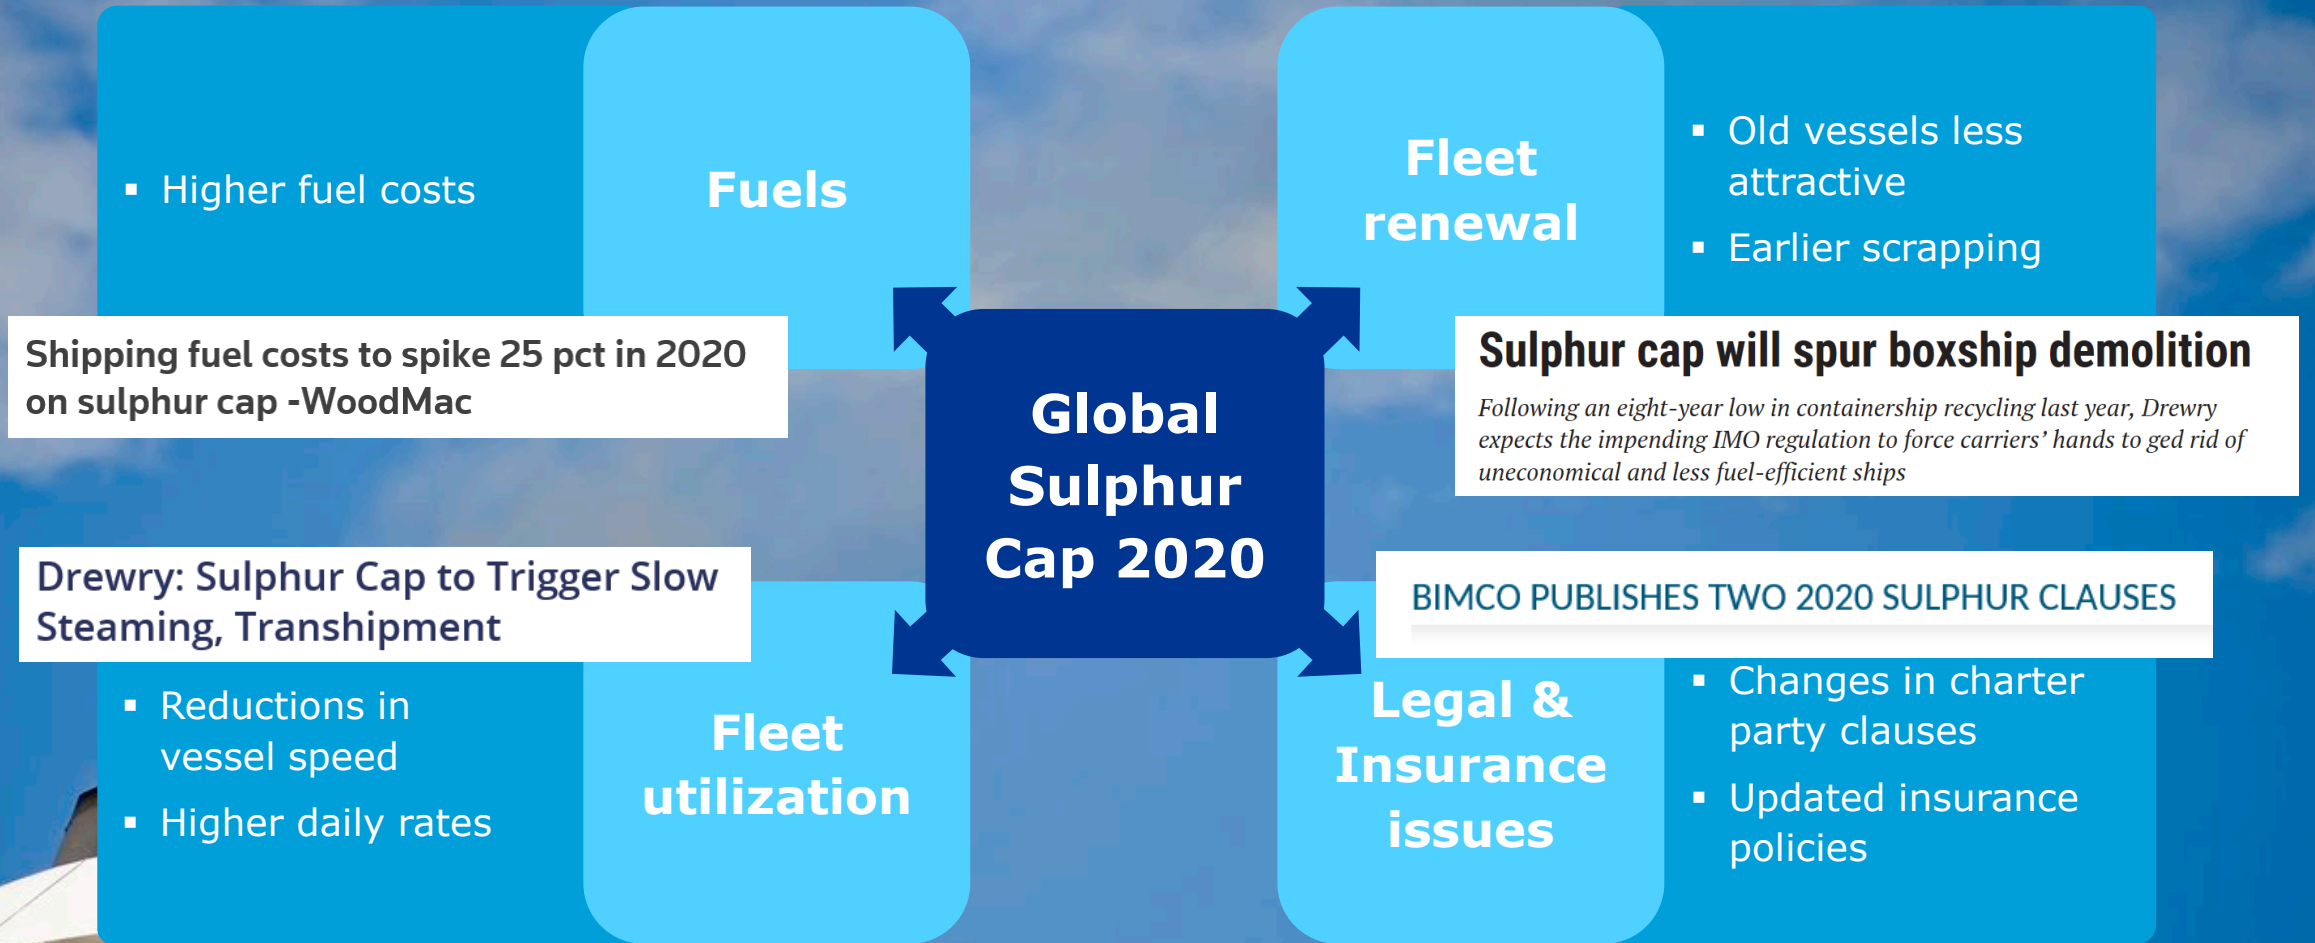 ▪ Higher fuel costs
Fuels
Shipping fuel costs to spike 25 pct in 2020
on sulphur cap -WoodMac
Fleet
renewal
▪ Old vessels less
attractive
▪ Earlier scrapping
Sulphur cap will spur boxship demolition
Following an eight-year low in containership recycling last year, Drewry
expects the impending IMO regulation to force carriers’ hands to ged rid of
uneconomical and less fuel-efficient ships
Global
Sulphur
Cap 2020
Drewry: Sulphur Cap to Trigger Slow
Steaming, Transhipment
▪ Reductions in
vessel speed
▪ Higher daily rates
Fleet
utilization
BIMCO PUBLISHES TWO 2020 SULPHUR CLAUSES
Legal &
Insurance
issues
▪ Changes in charter
party clauses
▪ Updated insurance
policies